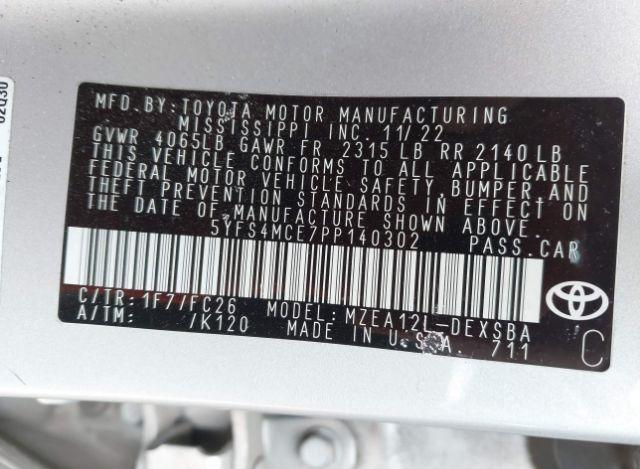 MFD. BY: TOYOTA MOTOR MANUFACTURING
MISSISSIPPI INC. 11/22
GVWR 4065LB GAWR FR 2315 LB RR 2140 LB
THIS VEHICLE CONFORMS TO ALL APPLICABLE
FEDERAL MOTOR VEHICLE SAFETY, BUMPER, AND
THEFT PREVENTION STANDARDS IN EFFECT ON
THE DATE OF MANUFACTURE SHOWN ABOVE.
5YFS4MCE7PP140302 PASS. CAR
C/TR: 1F7/FC26 MODEL: MZEA12L-DEXSBA
A/TM: /K120 MADE IN U.S.A. 711
C